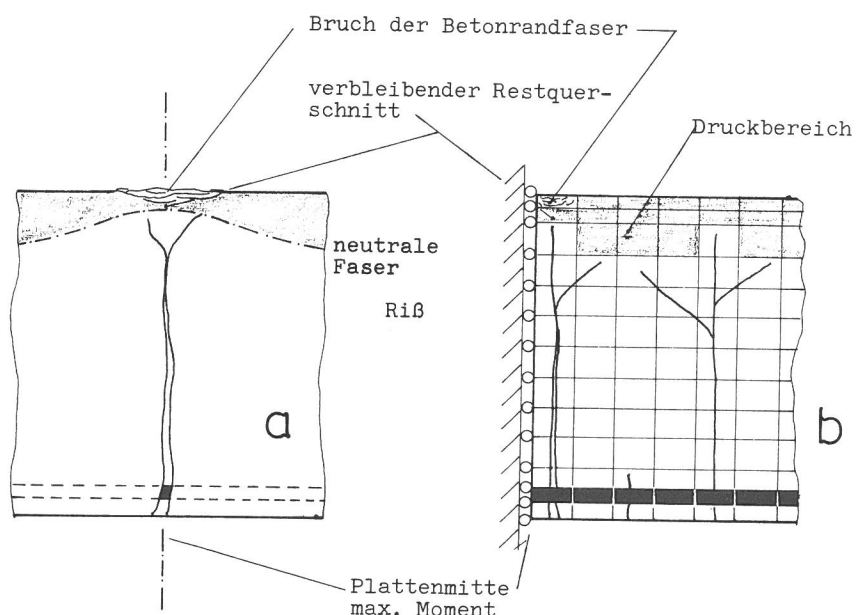 Bruch der Betonrandfaser
verbleibender Restquer-
schnitt
Druckbereich
neutrale
Faser
Riß
a
b
Plattenmitte
max. Moment